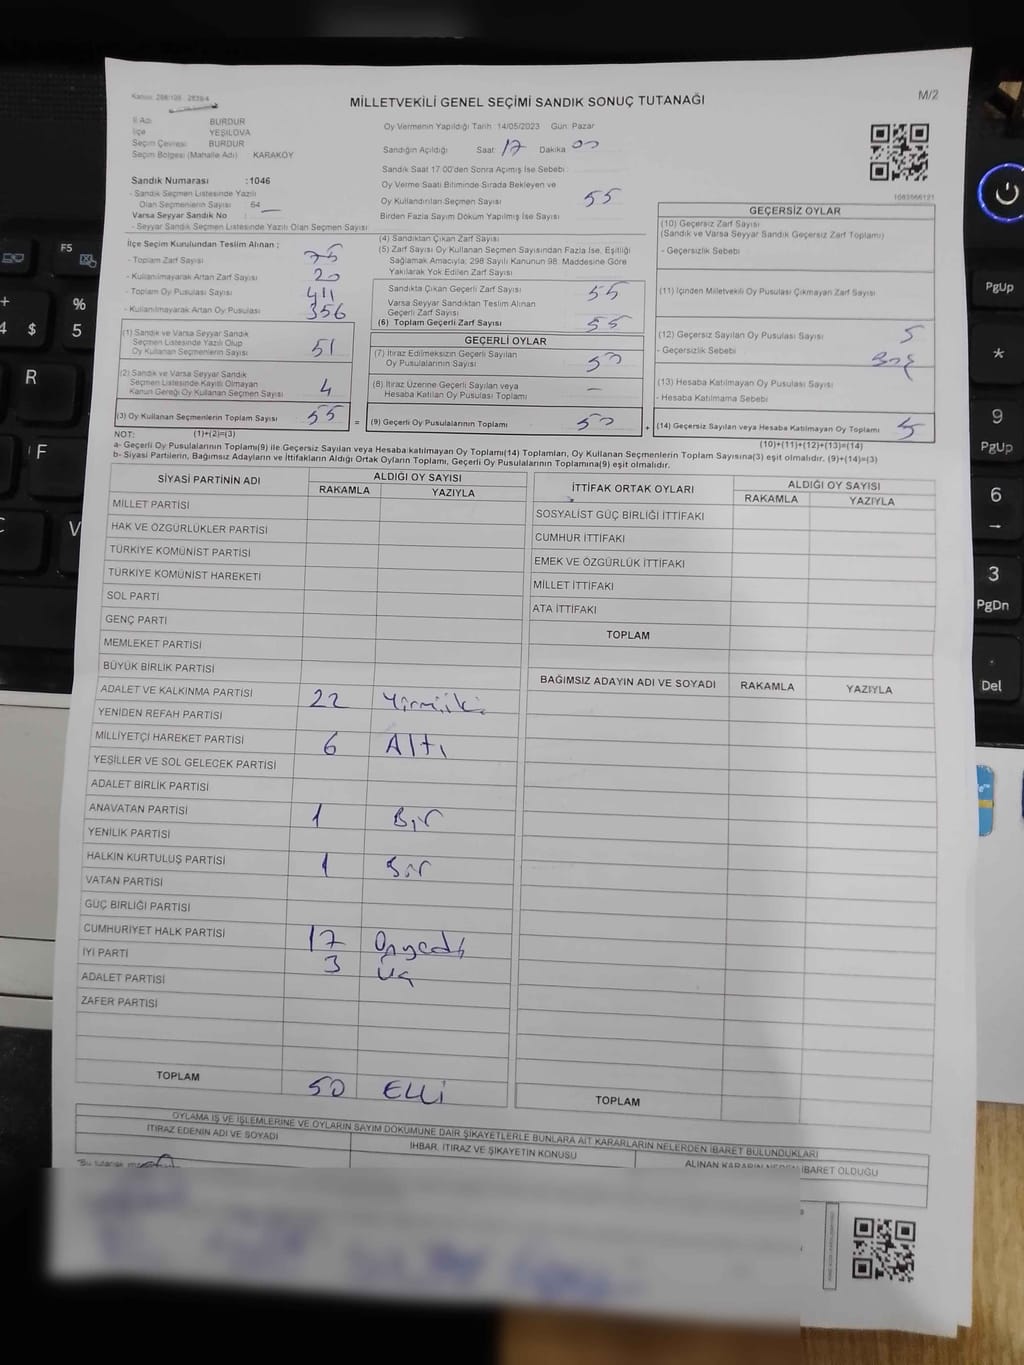 M/2
MİLLETVEKİLİ GENEL SEÇİMİ SANDIK SONUÇ TUTANAĞI
İl Adı BURDUR
İlçe YEŞİLOVA
Seçim Çevresi BURDUR
Seçim Bölgesi (Mahalle Adı) KARAKÖY
Sandık Numarası :1046
- Sandık Seçmen Listesinde Yazılı
Olan Seçmenlerin Sayısı :54
Varsa Seyyar Sandık No :
- Seyyar Sandık Seçmen Listesinde Yazılı Olan Seçmen Sayısı
Oy Vermenin Yapıldığı Tarih: 14/05/2023 Gün: Pazar
Sandığın Açıldığı Saat: 17 Dakika 00
Sandık Saat 17.00'den Sonra Açımış İse Sebebi:
Oy Verme Saati Bitiminde Sırada Bekleyen ve
Oy Kullandırılan Seçmen Sayısı 55
Birden Fazla Sayım Döküm Yapılmış İse Sayısı
1083566121
İlçe Seçim Kurulundan Teslim Alınan :
- Toplam Zarf Sayısı 75
- Kullanılmayarak Artan Zarf Sayısı 20
- Toplam Oy Pusulası Sayısı 411
- Kullanılmayarak Artan Oy Pusulası 356
(1) Sandık ve Varsa Seyyar Sandık
Seçmen Listesinde Yazılı Olup
Oy Kullanan Seçmenlerin Sayısı 51
(2) Sandık ve Varsa Seyyar Sandık
Seçmen Listesinde Kayıtlı Olmayan
Kanun Gereği Oy Kullanan Seçmen Sayısı 4
(3) Oy Kullanan Seçmenlerin Toplam Sayısı 55 =
(4) Sandıktan Çıkan Zarf Sayısı
(5) Zarf Sayısı Oy Kullanan Seçmen Sayısından Fazla İse, Eşitliği
Sağlamak Amacıyla, 298 Sayılı Kanunun 98. Maddesine Göre
Yakılarak Yok Edilen Zarf Sayısı
Sandıkta Çıkan Geçerli Zarf Sayısı 55
Varsa Seyyar Sandıktan Teslim Alınan
Geçerli Zarf Sayısı
(6) Toplam Geçerli Zarf Sayısı 55
GEÇERLİ OYLAR
(7) İtiraz Edilmeksizin Geçerli Sayılan
Oy Pusulalarının Sayısı 50
(8) İtiraz Üzerine Geçerli Sayılan veya
Hesaba Katılan Oy Pusulası Toplamı —
(9) Geçerli Oy Pusulalarının Toplamı 50 +
GEÇERSİZ OYLAR
(10) Geçersiz Zarf Sayısı
(Sandık ve Varsa Seyyar Sandık Geçersiz Zarf Toplamı)
- Geçersizlik Sebebi
(11) İçinden Milletvekili Oy Pusulası Çıkmayan Zarf Sayısı
(12) Geçersiz Sayılan Oy Pusulası Sayısı 5
- Geçersizlik Sebebi
(13) Hesaba Katılmayan Oy Pusulası Sayısı
- Hesaba Katılmama Sebebi
(14) Geçersiz Sayılan veya Hesaba Katılmayan Oy Toplamı 5
NOT: (1)+(2)=(3) (10)+(11)+(12)+(13)=(14)
a- Geçerli Oy Pusulaları Toplamı(9) ile Geçersiz Sayılan veya Hesaba katılmayan Oy Toplamı(14) Toplamları, Oy Kullanan Seçmenlerin Toplam Sayısına(3) eşit olmalıdır. (9)+(14)=(3)
b- Siyasi Partilerin, Bağımsız Adayların ve İttifakların Aldığı Ortak Oyların Toplamı, Geçerli Oy Pusulalarının Toplamına(9) eşit olmalıdır.
SİYASİ PARTİNİN ADI ALDIĞI OY SAYISI
RAKAMLA YAZIYLA
MİLLET PARTİSİ
HAK VE ÖZGÜRLÜKLER PARTİSİ
TÜRKİYE KOMÜNİST PARTİSİ
TÜRKİYE KOMÜNİST HAREKETİ
SOL PARTİ
GENÇ PARTİ
MEMLEKET PARTİSİ
BÜYÜK BİRLİK PARTİSİ
ADALET VE KALKINMA PARTİSİ 22 Yirmiiki
YENİDEN REFAH PARTİSİ
MİLLİYETÇİ HAREKET PARTİSİ 6 Altı
YEŞİLLER VE SOL GELECEK PARTİSİ
ADALET BİRLİK PARTİSİ
ANAVATAN PARTİSİ 1 Bir
YENİLİK PARTİSİ
HALKIN KURTULUŞ PARTİSİ 1 Bir
VATAN PARTİSİ
GÜÇ BİRLİĞİ PARTİSİ
CUMHURİYET HALK PARTİSİ 17 Onyedi
İYİ PARTİ 3 Üç
ADALET PARTİSİ
ZAFER PARTİSİ
TOPLAM 50 ELLİ
İTTİFAK ORTAK OYLARI ALDIĞI OY SAYISI
RAKAMLA YAZIYLA
SOSYALİST GÜÇ BİRLİĞİ İTTİFAKI
CUMHUR İTTİFAKI
EMEK VE ÖZGÜRLÜK İTTİFAKI
MİLLET İTTİFAKI
ATA İTTİFAKI
TOPLAM
BAĞIMSIZ ADAYIN ADI VE SOYADI RAKAMLA YAZIYLA
TOPLAM
OYLAMA İŞ VE İŞLEMLERİNE VE OYLARIN SAYIM DÖKÜMÜNE DAİR ŞİKAYETLERLE BUNLARA AİT KARARLARIN NELERDEN İBARET BULUNDUKLARI
İTİRAZ EDENİN ADI VE SOYADI
İHBAR, İTİRAZ VE ŞİKAYETİN KONUSU
ALINAN KARARIN NEDEN İBARET OLDUĞU
"Bu tutanak
F5
+
%
4 $ 5
R
F
V
PgUp
*
9
PgUp
6
→
3
PgDn
.
Del